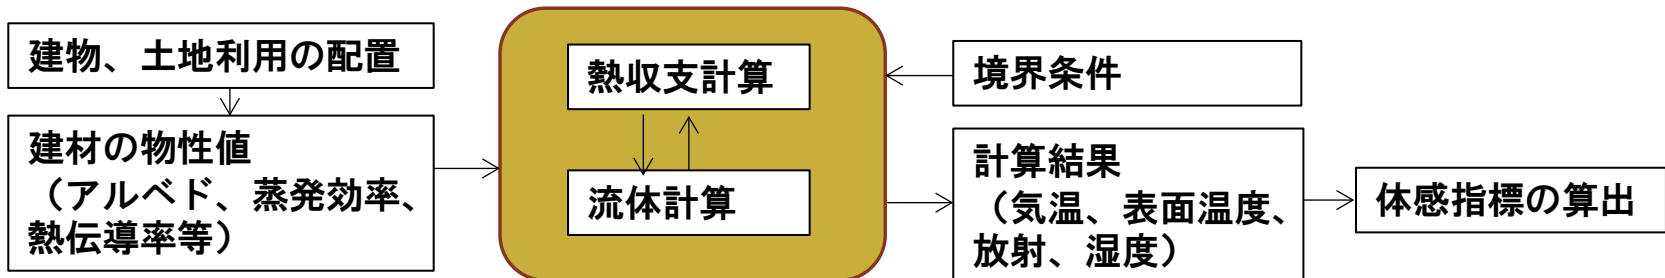 建物、土地利用の配置
建材の物性値
（アルベド、蒸発効率、
熱伝導率等）
熱収支計算
流体計算
境界条件
計算結果
（気温、表面温度、
放射、湿度）
体感指標の算出